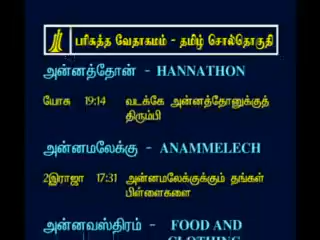 பரிசுத்த வேதாகமம் - தமிழ் சொல்தொகுதி
அன்னத்தோன் - HANNATHON
யோசு 19:14 வடக்கே அன்னத்தோனுக்குத்
திரும்பி
அன்னமலேக்கு - ANAMMELECH
2இராஜா 17:31 அன்னமலேக்குக்கும் தங்கள்
பிள்ளைகளை
அன்னவஸ்திரம் - FOOD AND
CLOTHING